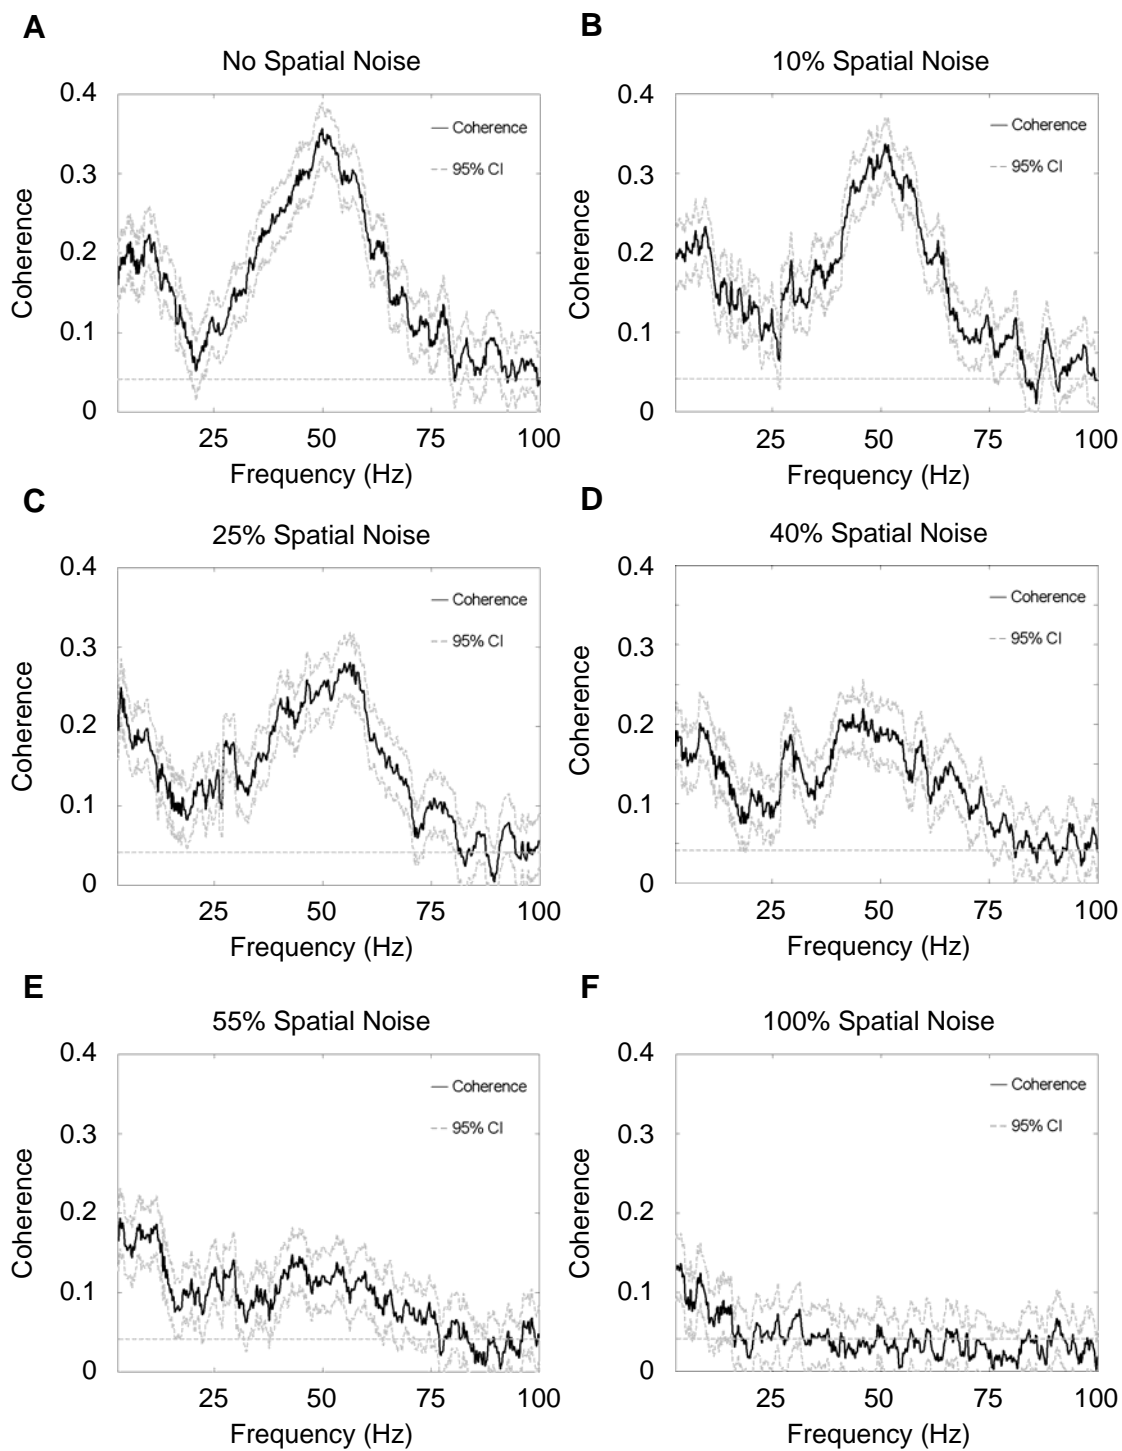 A
No Spatial Noise
0.4
0.3
0.2
0.1
0
Coherence
Coherence
95% CI
25 50 75 100
Frequency (Hz)
B
10% Spatial Noise
0.4
0.3
0.2
0.1
0
Coherence
Coherence
95% CI
25 50 75 100
Frequency (Hz)
C
25% Spatial Noise
0.4
0.3
0.2
0.1
0
Coherence
Coherence
95% CI
25 50 75 100
Frequency (Hz)
D
40% Spatial Noise
0.4
0.3
0.2
0.1
0
Coherence
Coherence
95% CI
25 50 75 100
Frequency (Hz)
E
55% Spatial Noise
0.4
0.3
0.2
0.1
0
Coherence
Coherence
95% CI
25 50 75 100
Frequency (Hz)
F
100% Spatial Noise
0.4
0.3
0.2
0.1
0
Coherence
Coherence
95% CI
25 50 75 100
Frequency (Hz)